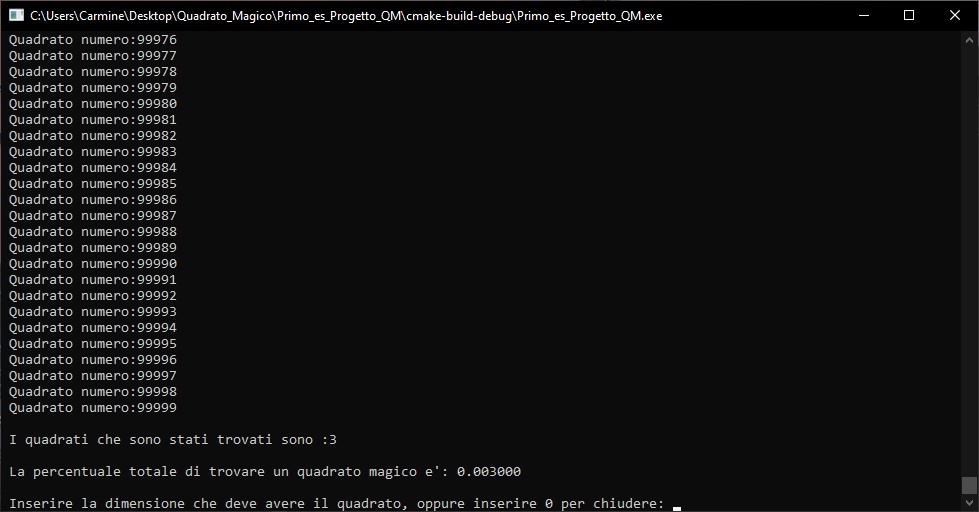 C:\Users\Carmine\Desktop\Quadrato_Magico\Primo_es_Progetto_QM\cmake-build-debug\Primo_es_Progetto_QM.exe
Quadrato numero:99976
Quadrato numero:99977
Quadrato numero:99978
Quadrato numero:99979
Quadrato numero:99980
Quadrato numero:99981
Quadrato numero:99982
Quadrato numero:99983
Quadrato numero:99984
Quadrato numero:99985
Quadrato numero:99986
Quadrato numero:99987
Quadrato numero:99988
Quadrato numero:99989
Quadrato numero:99990
Quadrato numero:99991
Quadrato numero:99992
Quadrato numero:99993
Quadrato numero:99994
Quadrato numero:99995
Quadrato numero:99996
Quadrato numero:99997
Quadrato numero:99998
Quadrato numero:99999
I quadrati che sono stati trovati sono :3
La percentuale totale di trovare un quadrato magico e': 0.003000
Inserire la dimensione che deve avere il quadrato, oppure inserire 0 per chiudere: